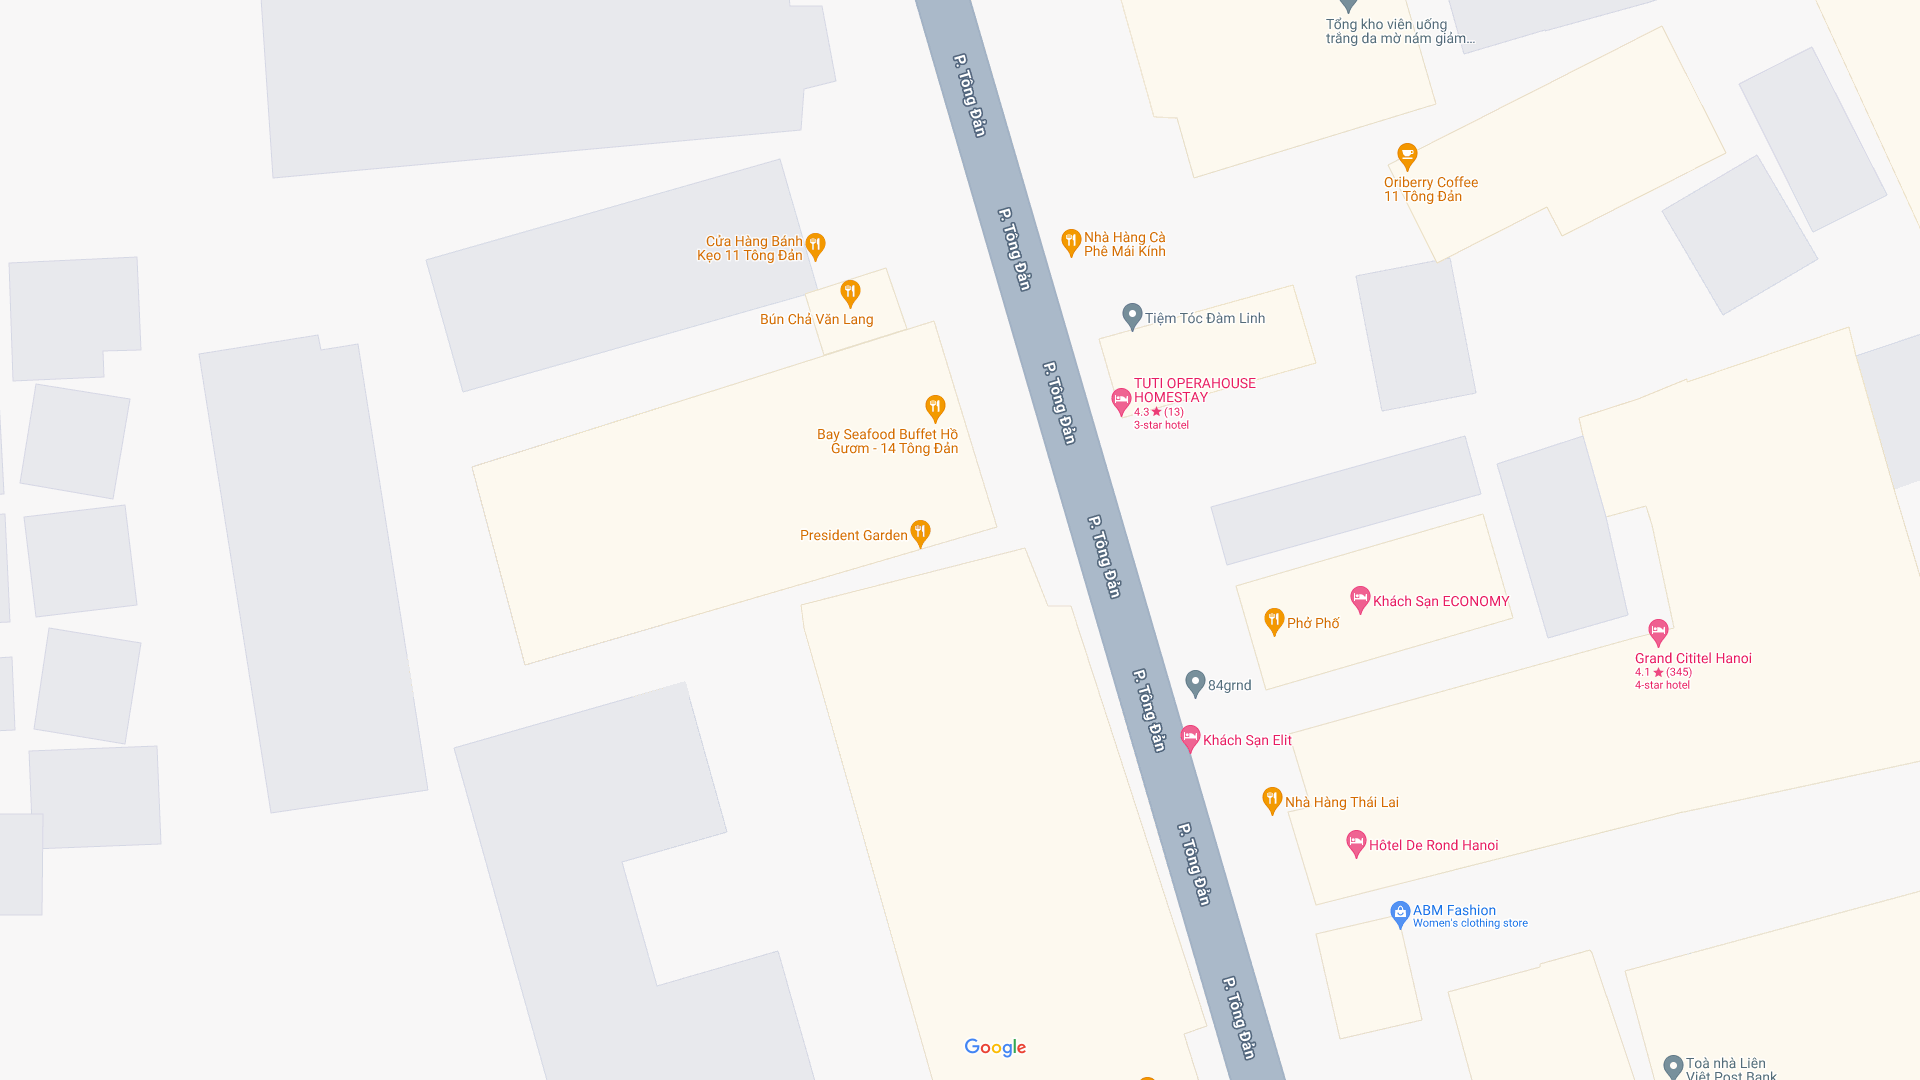 Tổng kho viên uống
trắng da mờ nám giảm...
P. Tông Đản
Oriberry Coffee
11 Tông Đản
Cửa Hàng Bánh
Kẹo 11 Tông Đản
Nhà Hàng Cà
Phê Mái Kính
P. Tông Đản
Bún Chả Văn Lang
Tiệm Tóc Đàm Linh
TUTI OPERAHOUSE
HOMESTAY
4.3★(13)
3-star hotel
P. Tông Đản
Bay Seafood Buffet Hồ
Gươm - 14 Tông Đản
President Garden
P. Tông Đản
Khách Sạn ECONOMY
Phở Phố
Grand Cititel Hanoi
4.1★(345)
4-star hotel
84grnd
P. Tông Đản
Khách Sạn Elit
Nhà Hàng Thái Lai
Hôtel De Rond Hanoi
P. Tông Đản
ABM Fashion
Women's clothing store
P. Tông Đản
Google
Toà nhà Liên
Việt Post Bank